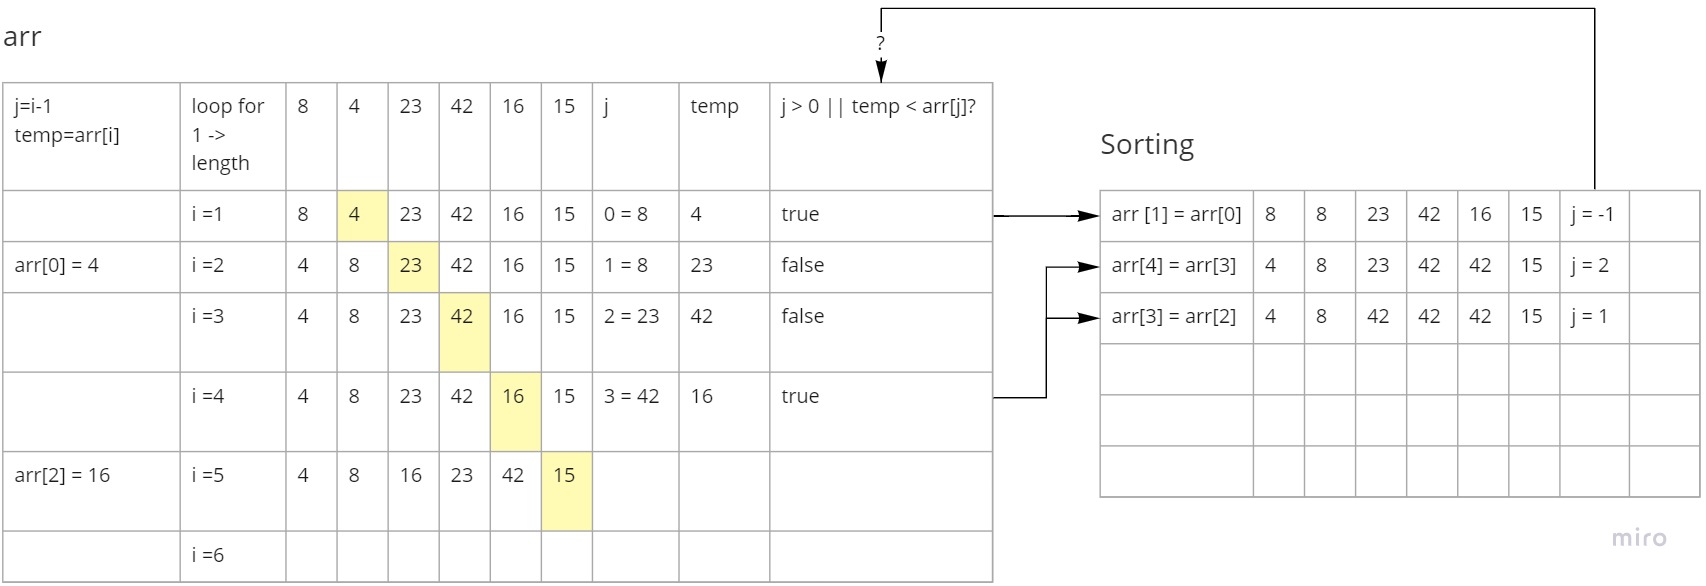 ?
arr
j=i-1
temp=arr[i]
loop for
1 ->
length
8 4 23 42 16 15 j temp j > 0 || temp < arr[j]?
i =1 8 4 23 42 16 15 0 = 8 4 true
arr[0] = 4 i =2 4 8 23 42 16 15 1 = 8 23 false
i =3 4 8 23 42 16 15 2 = 23 42 false
i =4 4 8 23 42 16 15 3 = 42 16 true
arr[2] = 16 i =5 4 8 16 23 42 15
i =6
Sorting
arr [1] = arr[0] 8 8 23 42 16 15 j = -1
arr[4] = arr[3] 4 8 23 42 42 15 j = 2
arr[3] = arr[2] 4 8 42 42 42 15 j = 1
miro